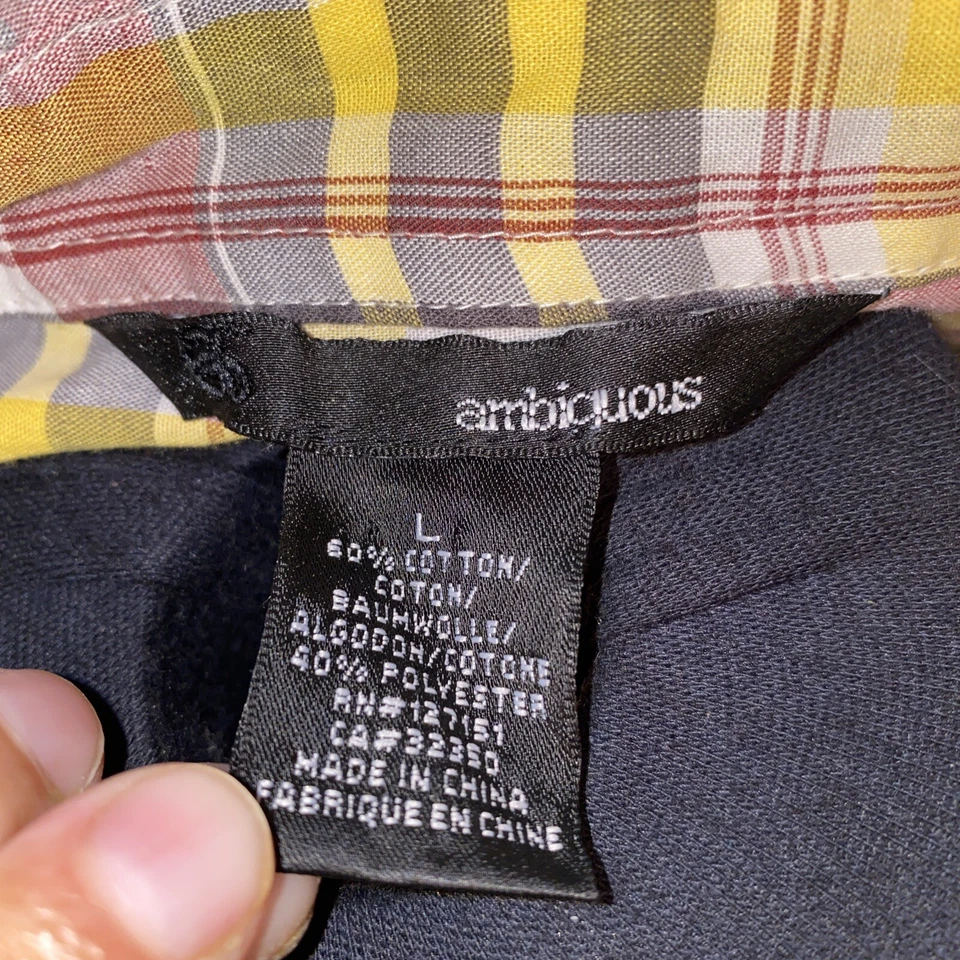 ambiguous
L
60% COTTON/
COTON/
BAUMWOLLE/
ALGODON/COTONE
40% POLYESTER
RN#127151
CA#32350
MADE IN CHINA
FABRIQUE EN CHINE